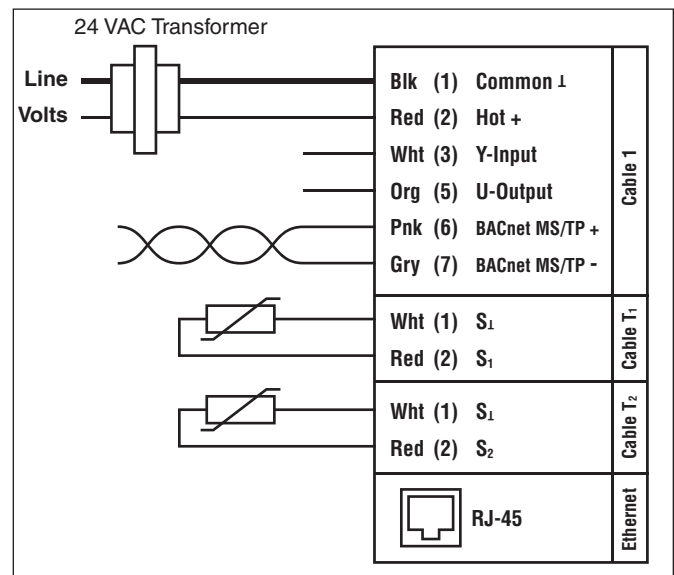 24 VAC Transformer
Line
Volts
Blk (1) Common ⊥
Red (2) Hot +
Wht (3) Y-Input
Org (5) U-Output
Pnk (6) BACnet MS/TP +
Gry (7) BACnet MS/TP -
Cable 1
Wht (1) S⊥
Red (2) S₁
Cable T₁
Wht (1) S⊥
Red (2) S₂
Cable T₂
RJ-45
Ethernet